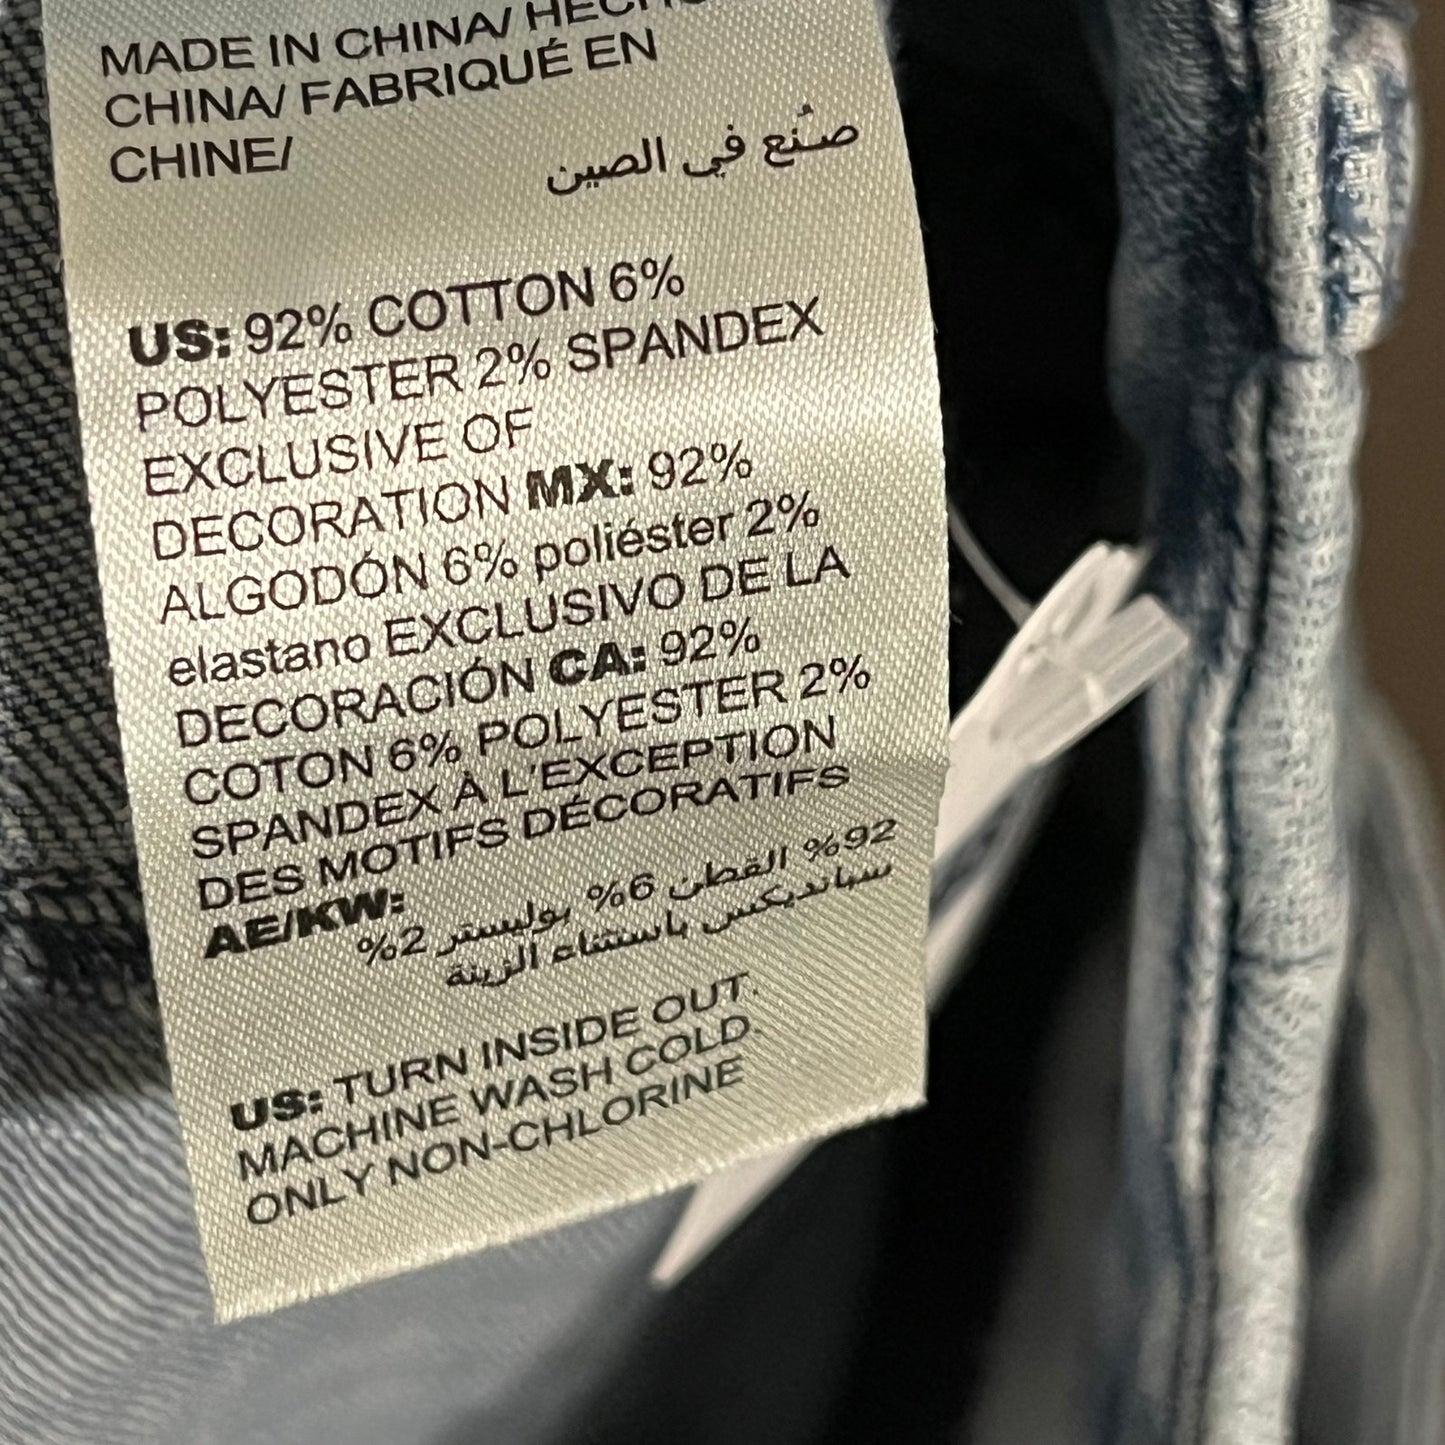 MADE IN CHINA/
CHINA/ FABRIQUÉ EN
CHINE/
صُنع في الصين
US: 92% COTTON 6%
POLYESTER 2% SPANDEX
EXCLUSIVE OF
DECORATION MX: 92%
ALGODÓN 6% poliéster 2%
elastano EXCLUSIVO DE LA
DECORACIÓN CA: 92%
COTON 6% POLYESTER 2%
SPANDEX À L'EXCEPTION
DES MOTIFS DÉCORATIFS
AE/KW:
92% القطن 6% بوليستر 2%
سباندیکس باستثناء الزينة
US: TURN INSIDE OUT.
MACHINE WASH COLD.
ONLY NON-CHLORINE